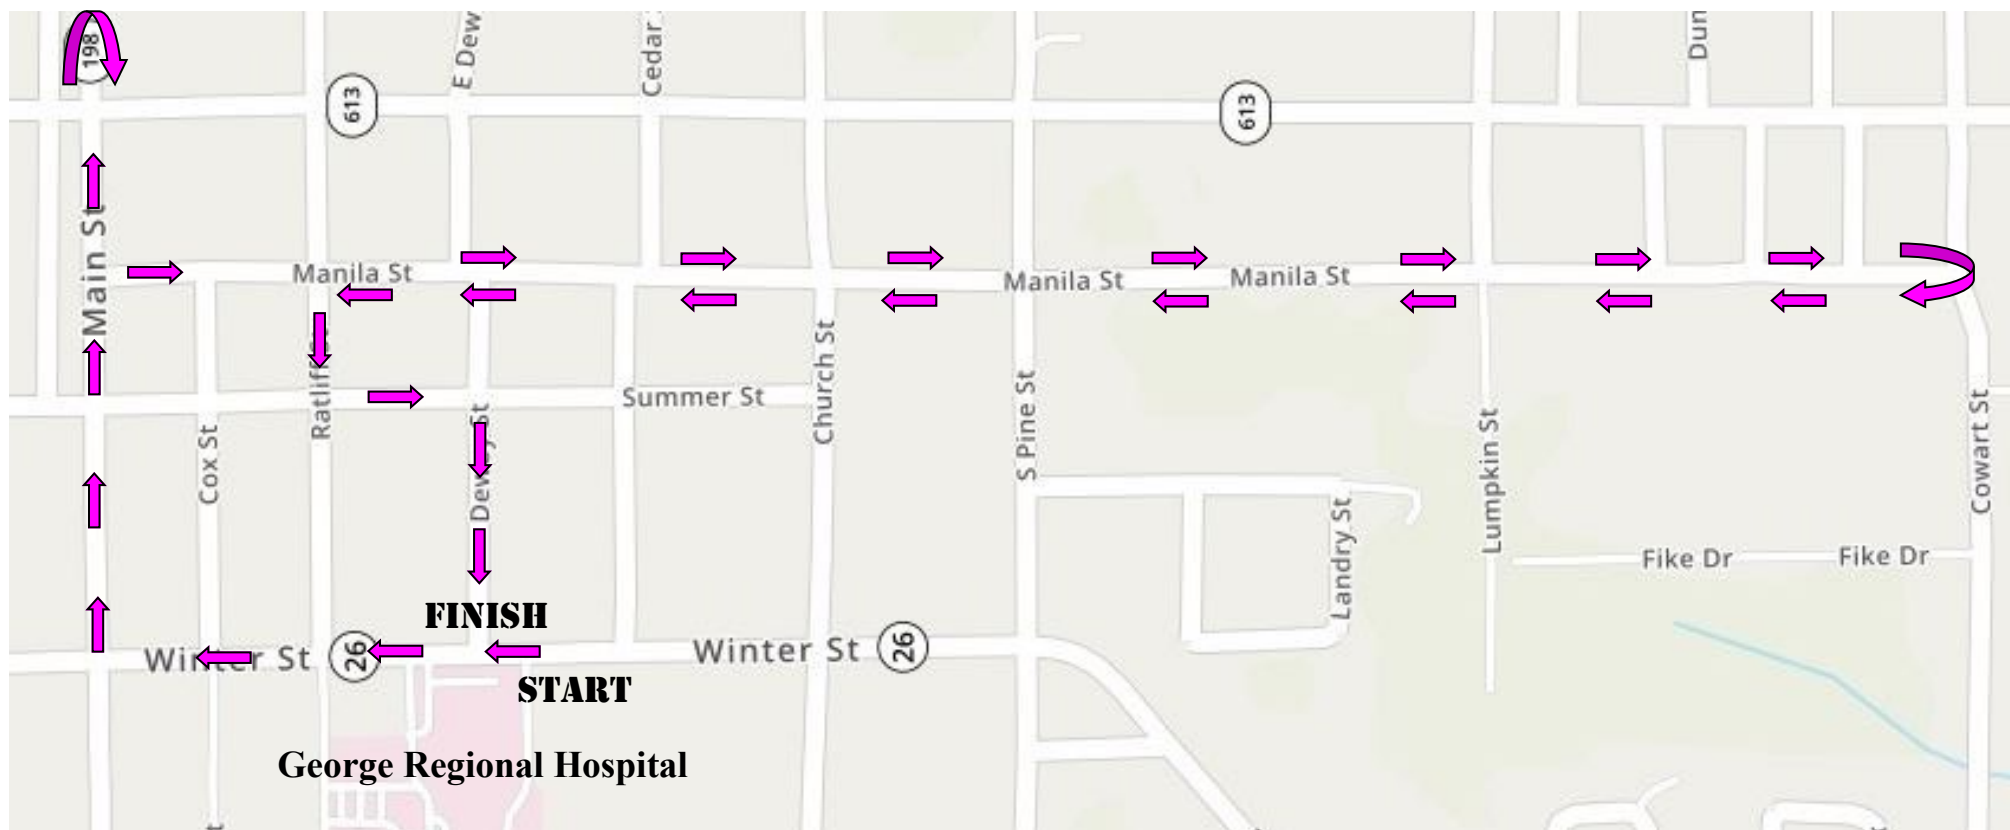 198
E Dew
Cedar
Dun
613
613
Main St
Manila St
Manila St
Manila St
Summer St
Church St
S Pine St
Cox St
Dewey St
Lumpkin St
Cowart St
Landry St
Fike Dr
Fike Dr
FINISH
Winter St
26
Winter St
26
START
George Regional Hospital